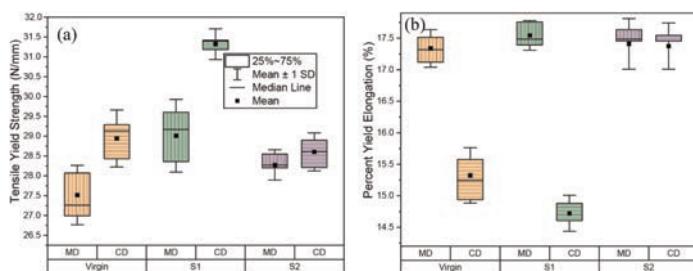 (a)
Tensile Yield Strength (N/mm)
32.0
31.5
31.0
30.5
30.0
29.5
29.0
28.5
28.0
27.5
27.0
26.5
25%~75%
Mean ± 1 SD
Median Line
Mean
MD CD MD CD MD CD
Virgin S1 S2
(b)
Percent Yield Elongation (%)
17.5
17.0
16.5
16.0
15.5
15.0
14.5
MD CD MD CD MD CD
Virgin S1 S2